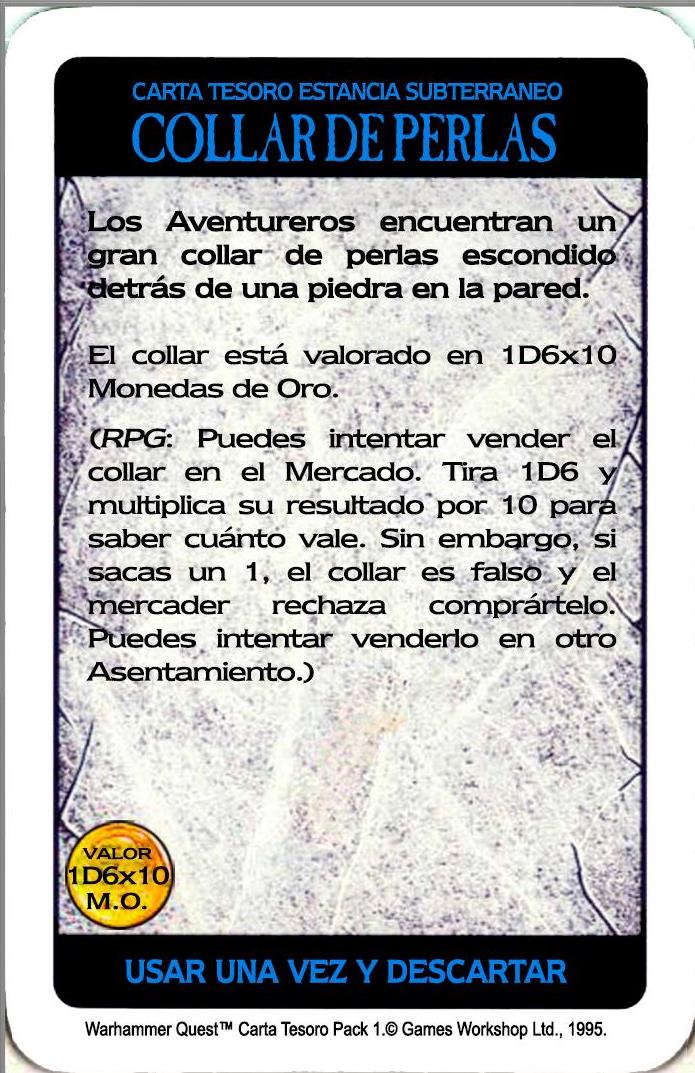 CARTA TESORO ESTANCIA SUBTERRANEO
COLLAR DE PERLAS
Los Aventureros encuentran un
gran collar de perlas escondido
detrás de una piedra en la pared.
El collar está valorado en 1D6x10
Monedas de Oro.
(RPG: Puedes intentar vender el
collar en el Mercado. Tira 1D6 y
multiplica su resultado por 10 para
saber cuánto vale. Sin embargo, si
sacas un 1, el collar es falso y el
mercader rechaza comprártelo.
Puedes intentar venderlo en otro
Asentamiento.)
VALOR
1D6x10
M.O.
USAR UNA VEZ Y DESCARTAR
Warhammer Quest™ Carta Tesoro Pack 1.© Games Workshop Ltd., 1995.